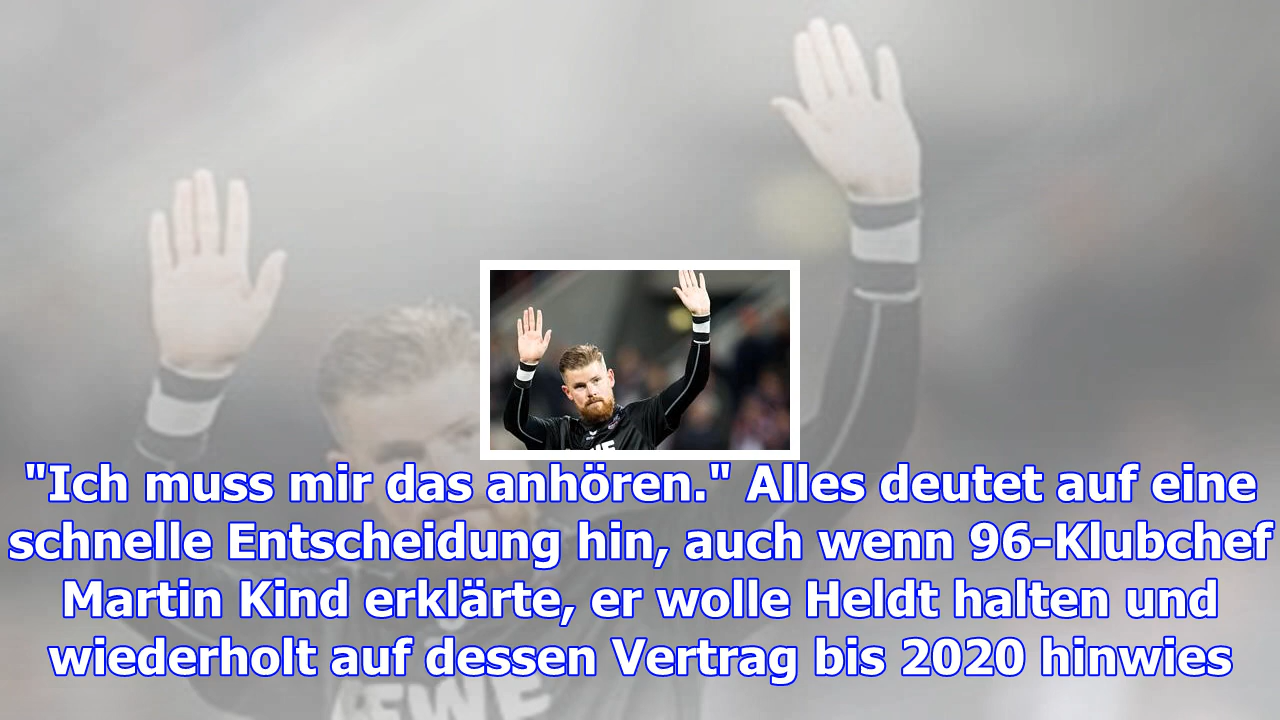 "Ich muss mir das anhören." Alles deutet auf eine
schnelle Entscheidung hin, auch wenn 96-Klubchef
Martin Kind erklärte, er wolle Heldt halten und
wiederholt auf dessen Vertrag bis 2020 hinwies